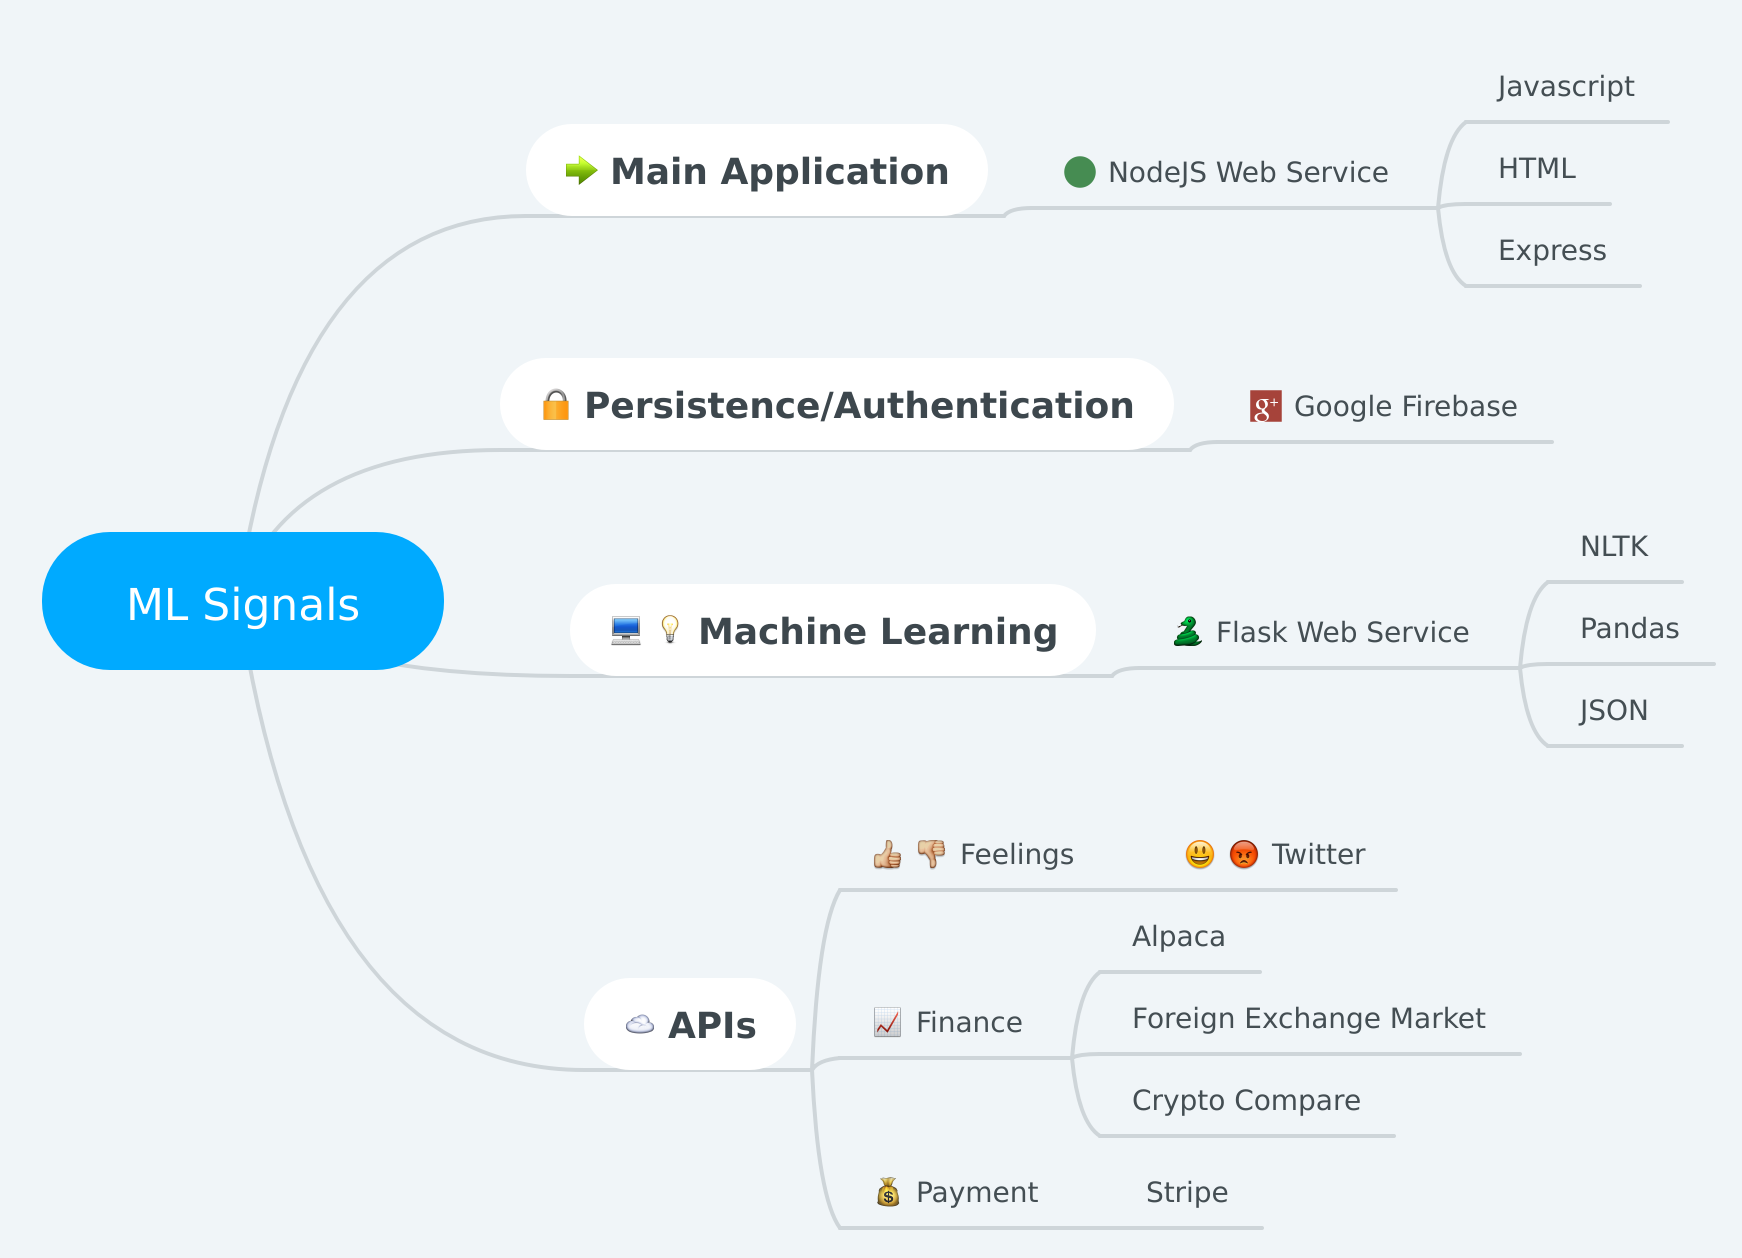 ML Signals
Main Application
NodeJS Web Service
Javascript
HTML
Express
Persistence/Authentication
g+ Google Firebase
Machine Learning
Flask Web Service
NLTK
Pandas
JSON
APIs
Feelings
Twitter
Finance
Alpaca
Foreign Exchange Market
Crypto Compare
$ Payment
Stripe